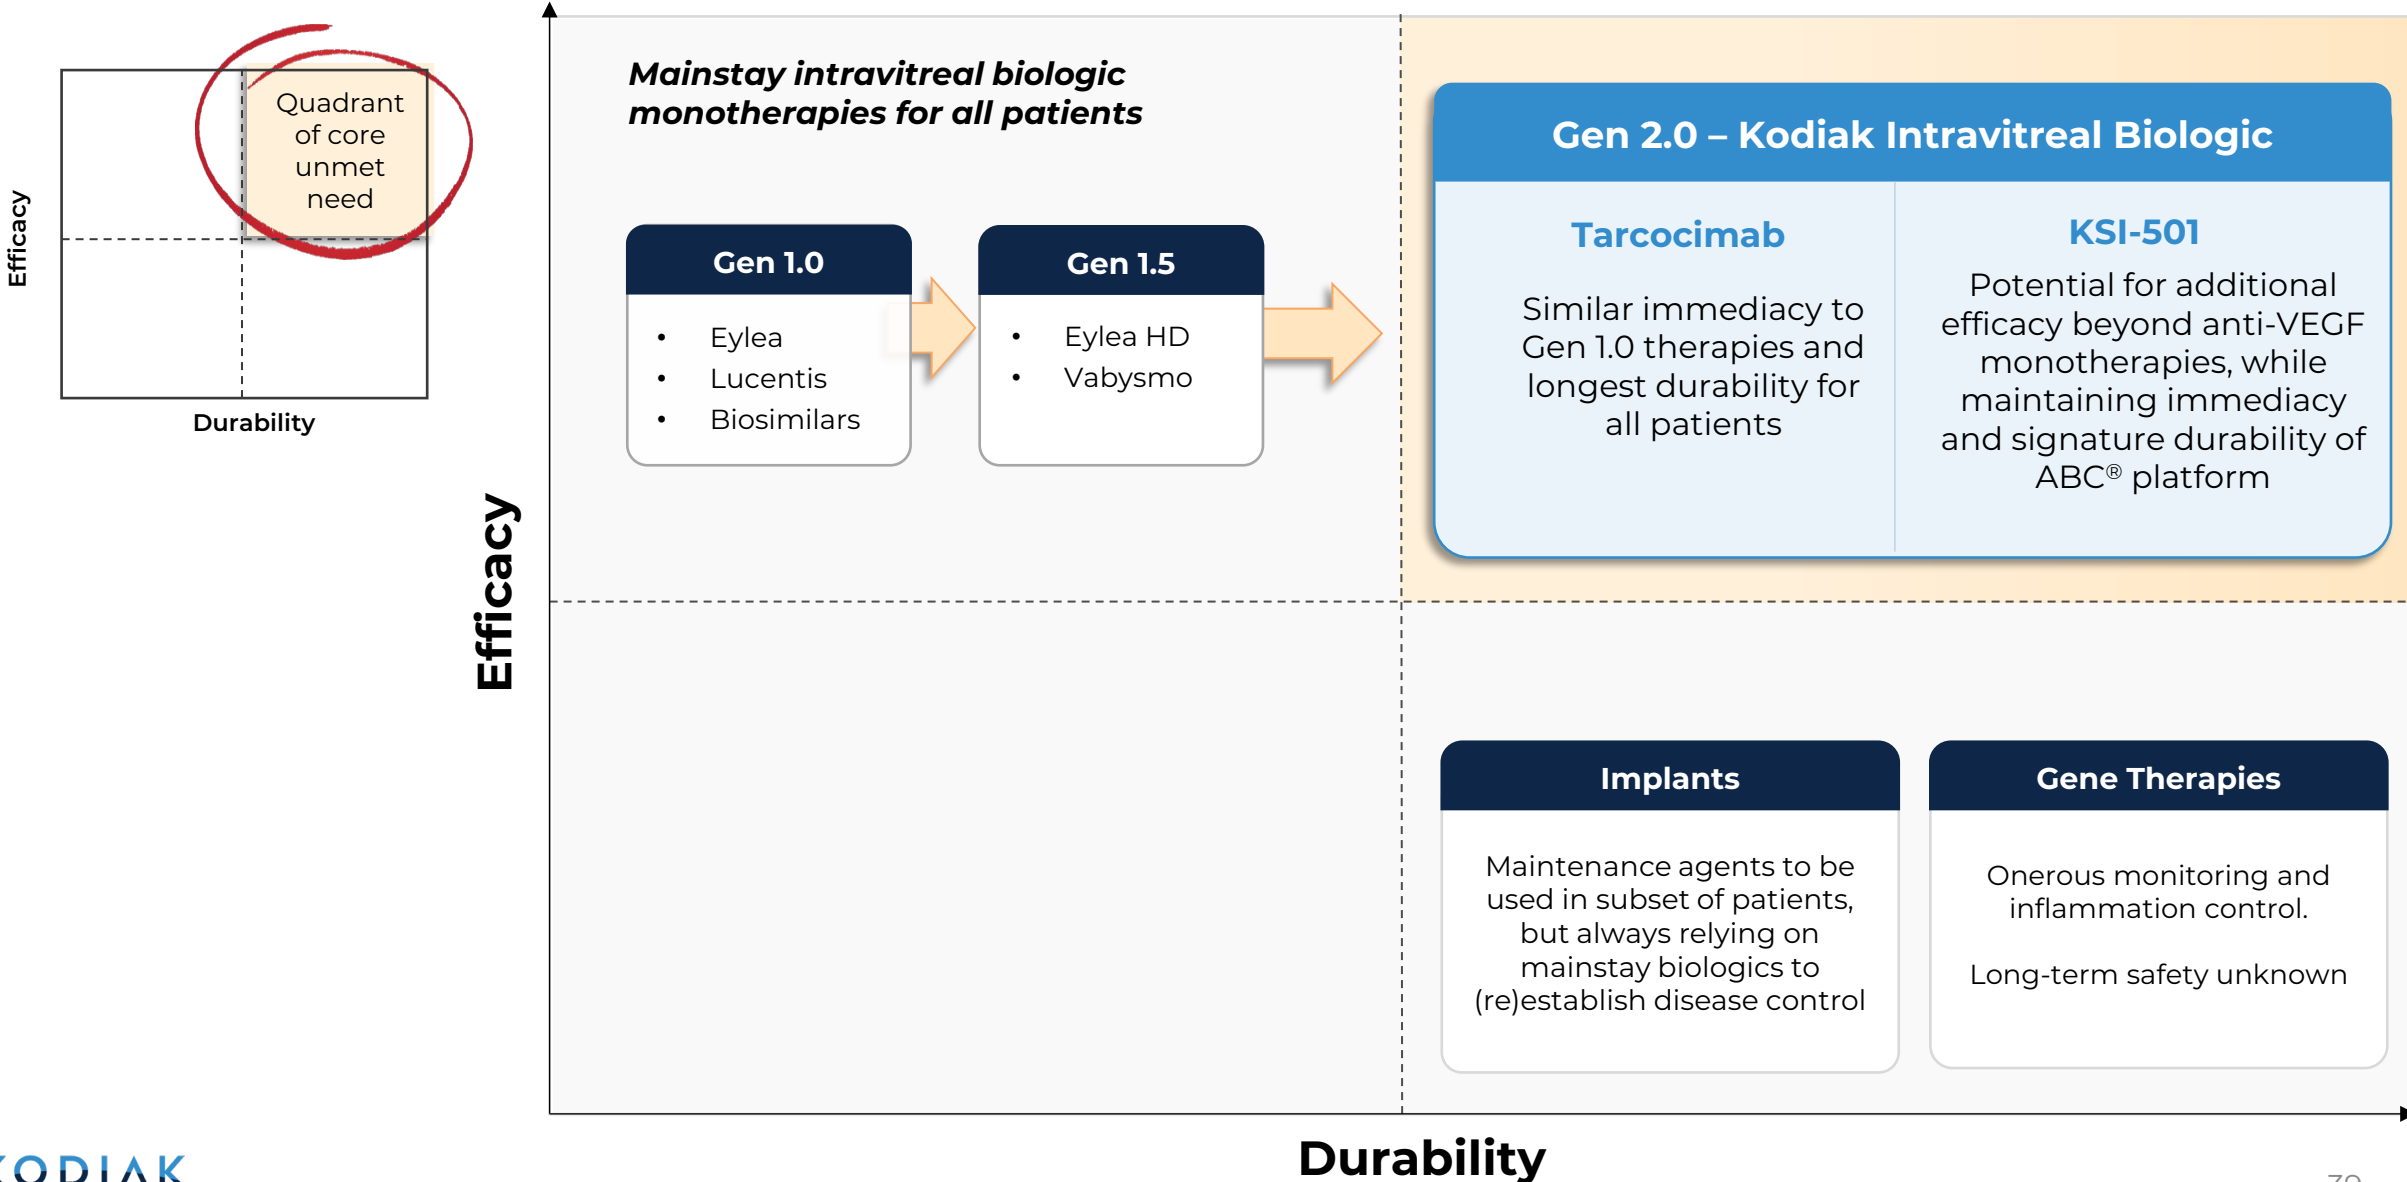 Quadrant
of core
unmet
need
Efficacy
Durability
Mainstay intravitreal biologic
monotherapies for all patients
Gen 1.0
• Eylea
• Lucentis
• Biosimilars
Gen 1.5
• Eylea HD
• Vabysmo
Gen 2.0 – Kodiak Intravitreal Biologic
Tarcocimab
Similar immediacy to
Gen 1.0 therapies and
longest durability for
all patients
KSI-501
Potential for additional
efficacy beyond anti-VEGF
monotherapies, while
maintaining immediacy
and signature durability of
ABC® platform
Efficacy
Implants
Maintenance agents to be
used in subset of patients,
but always relying on
mainstay biologics to
(re)establish disease control
Gene Therapies
Onerous monitoring and
inflammation control.
Long-term safety unknown
Durability
KODIAK